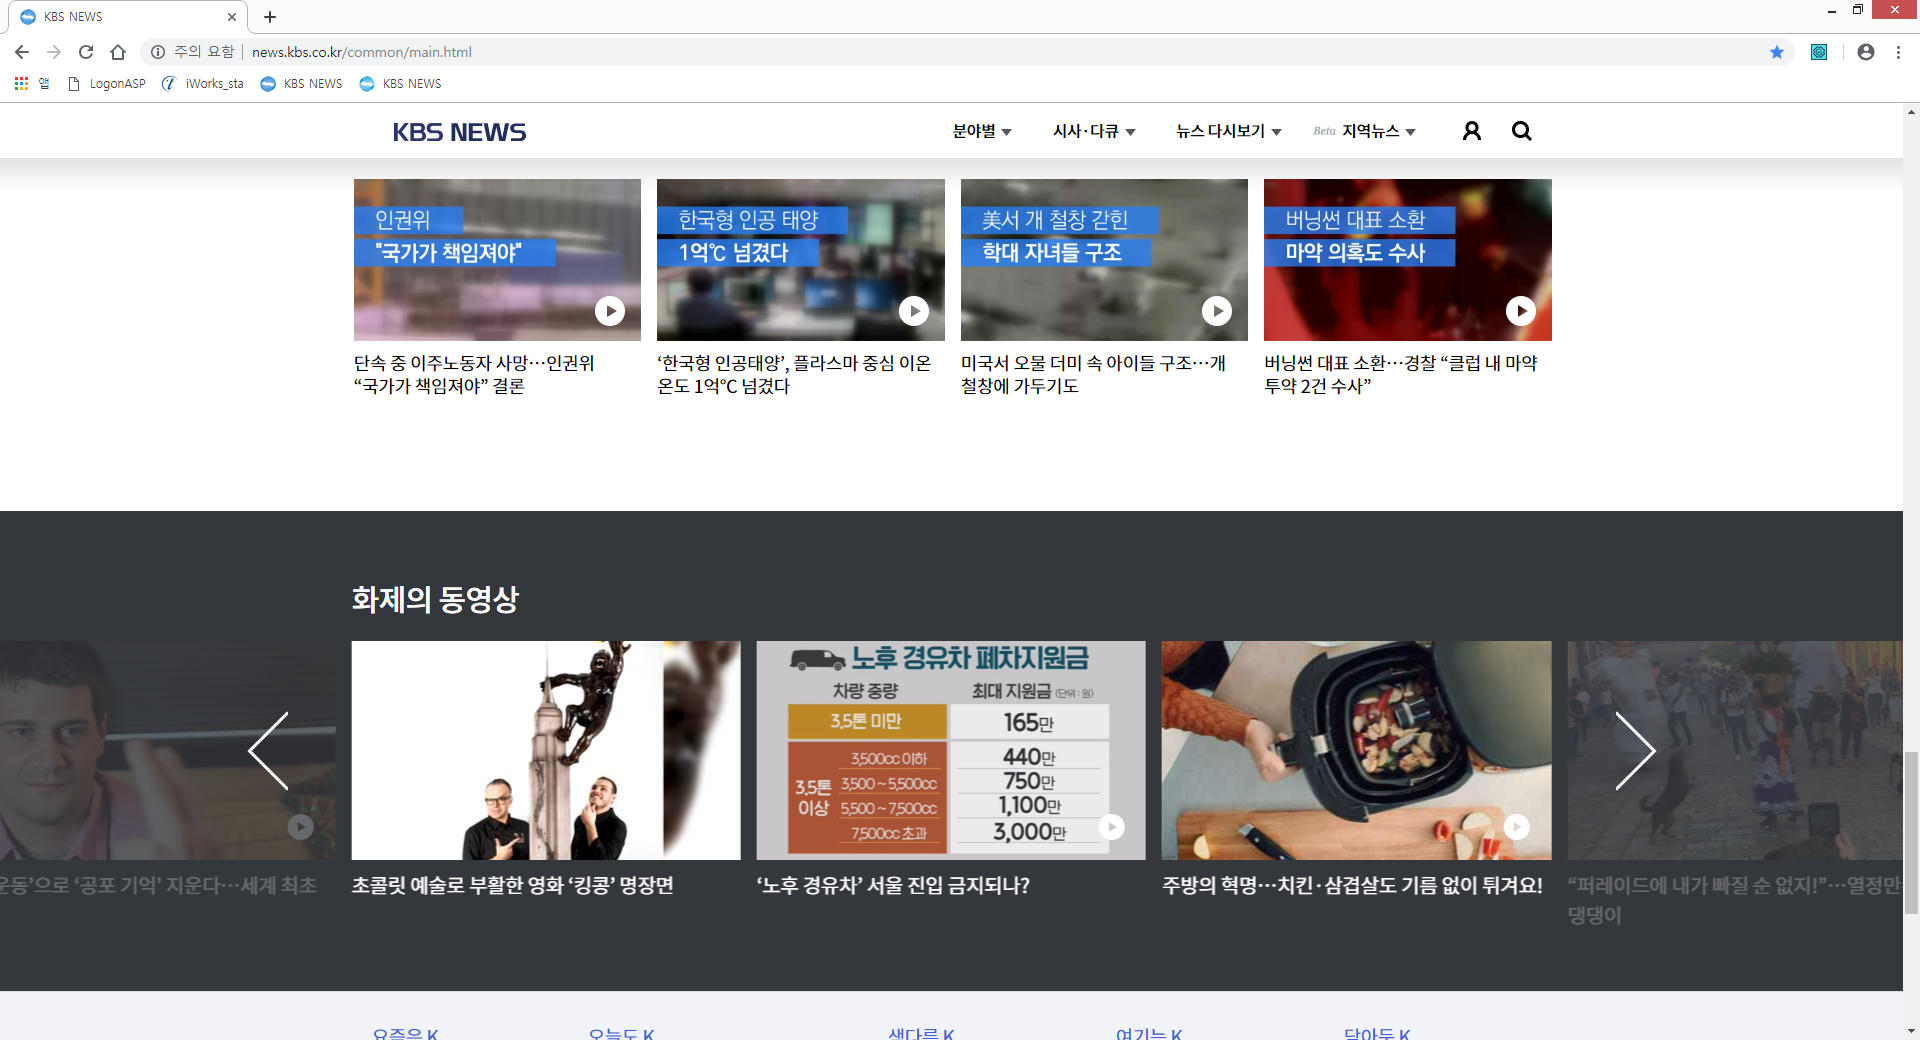 KBS NEWS
주의 요함
news.kbs.co.kr/common/main.html
앱
LogonASP
iWorks_sta
KBS NEWS
KBS NEWS
KBS NEWS
분야별
시사·다큐
뉴스 다시보기
Beta 지역뉴스
인권위
"국가가 책임져야"
한국형 인공 태양
1억℃ 넘겼다
美서 개 철창 갇힌
학대 자녀들 구조
버닝썬 대표 소환
마약 의혹도 수사
단속 중 이주노동자 사망…인권위
“국가가 책임져야” 결론
‘한국형 인공태양’, 플라스마 중심 이온
온도 1억℃ 넘겼다
미국서 오물 더미 속 아이들 구조…개
철창에 가두기도
버닝썬 대표 소환…경찰 “클럽 내 마약
투약 2건 수사”
화제의 동영상
노후 경유차 폐차지원금
차량 중량
최대 지원금 (단위 : 원)
3.5톤 미만
165만
3.5톤 이상
3,500cc 이하
440만
3,500 ~ 5,500cc
750만
5,500 ~ 7,500cc
1,100만
7,500cc 초과
3,000만
운동’으로 ‘공포 기억’ 지운다…세계 최초
초콜릿 예술로 부활한 영화 ‘킹콩’ 명장면
‘노후 경유차’ 서울 진입 금지되나?
주방의 혁명…치킨·삼겹살도 기름 없이 튀겨요!
“퍼레이드에 내가 빠질 순 없지!”…열정만
댕댕이
요즘은 K
오늘도 K
색다른 K
여기는 K
담아둔 K